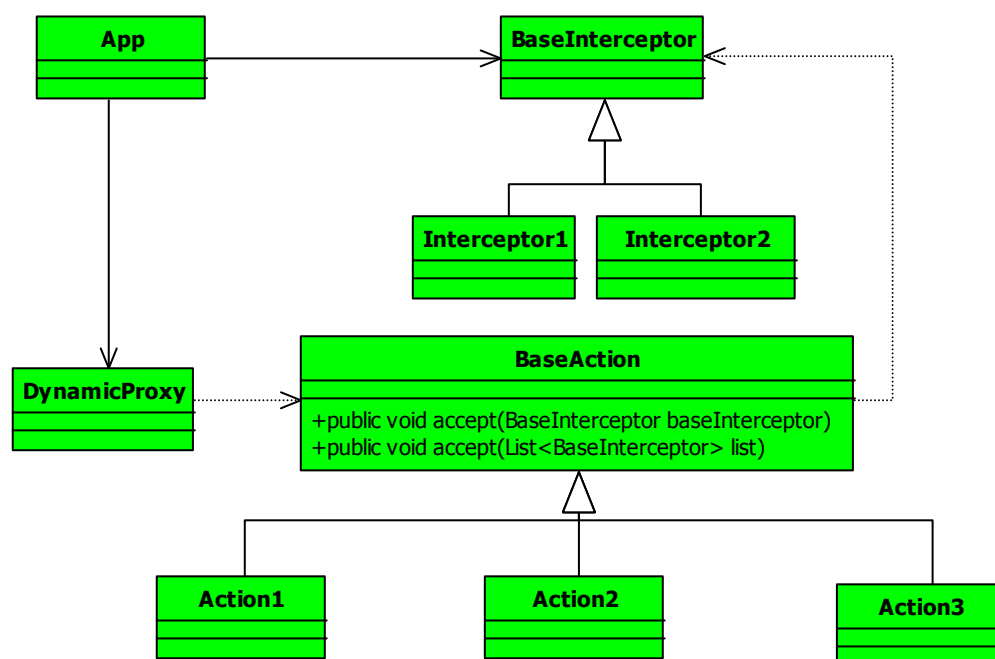 App
BaseInterceptor
Interceptor1
Interceptor2
BaseAction
DynamicProxy
+public void accept(BaseInterceptor baseInterceptor)
+public void accept(List<BaseInterceptor> list)
Action1
Action2
Action3